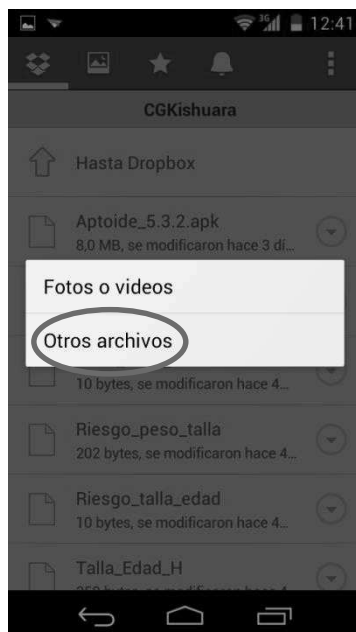 3G 12:41
CGKishuara
Hasta Dropbox
Aptoide_5.3.2.apk
8,0 MB, se modificaron hace 3 dí...
Fotos o videos
Otros archivos
10 bytes, se modificaron hace 4...
Riesgo_peso_talla
202 bytes, se modificaron hace 4...
Riesgo_talla_edad
10 bytes, se modificaron hace 4...
Talla_Edad_H